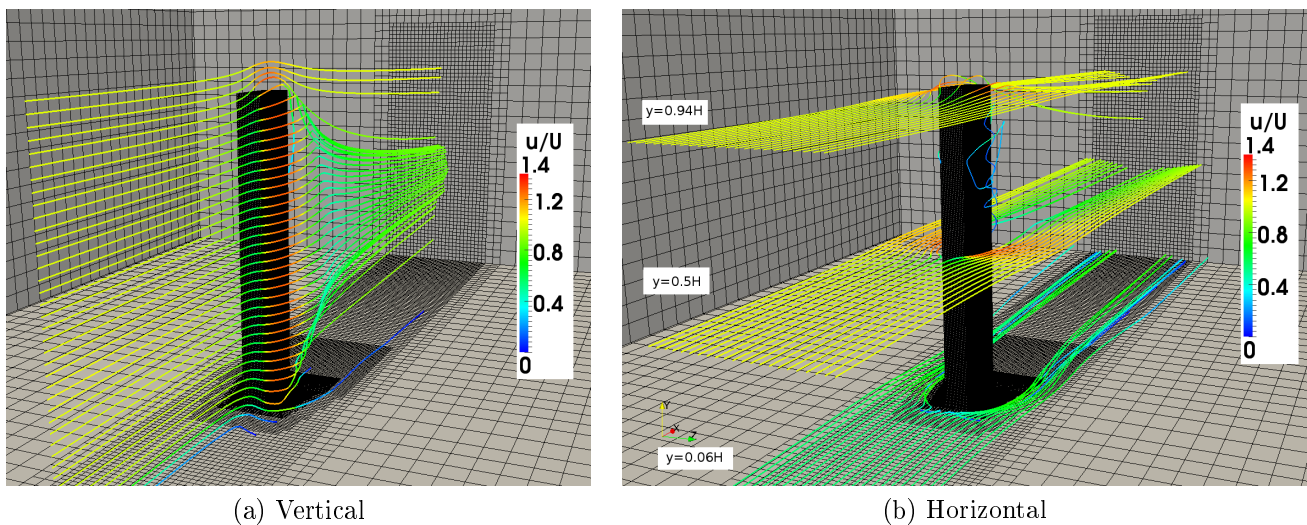 u/U
1.4
1.2
0.8
0.4
0
y=0.94H
y=0.5H
y=0.06H
Y
X
Z
u/U
1.4
1.2
0.8
0.4
0
(a) Vertical
(b) Horizontal